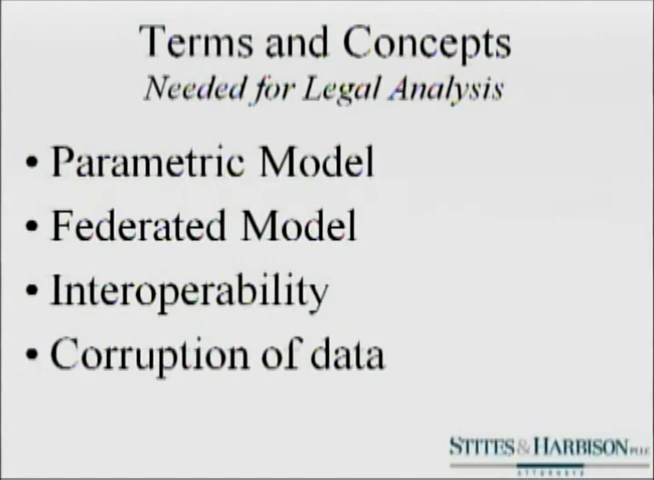 Terms and Concepts
Needed for Legal Analysis
• Parametric Model
• Federated Model
• Interoperability
• Corruption of data
STITES & HARBISON PLLC
ATTORNEYS